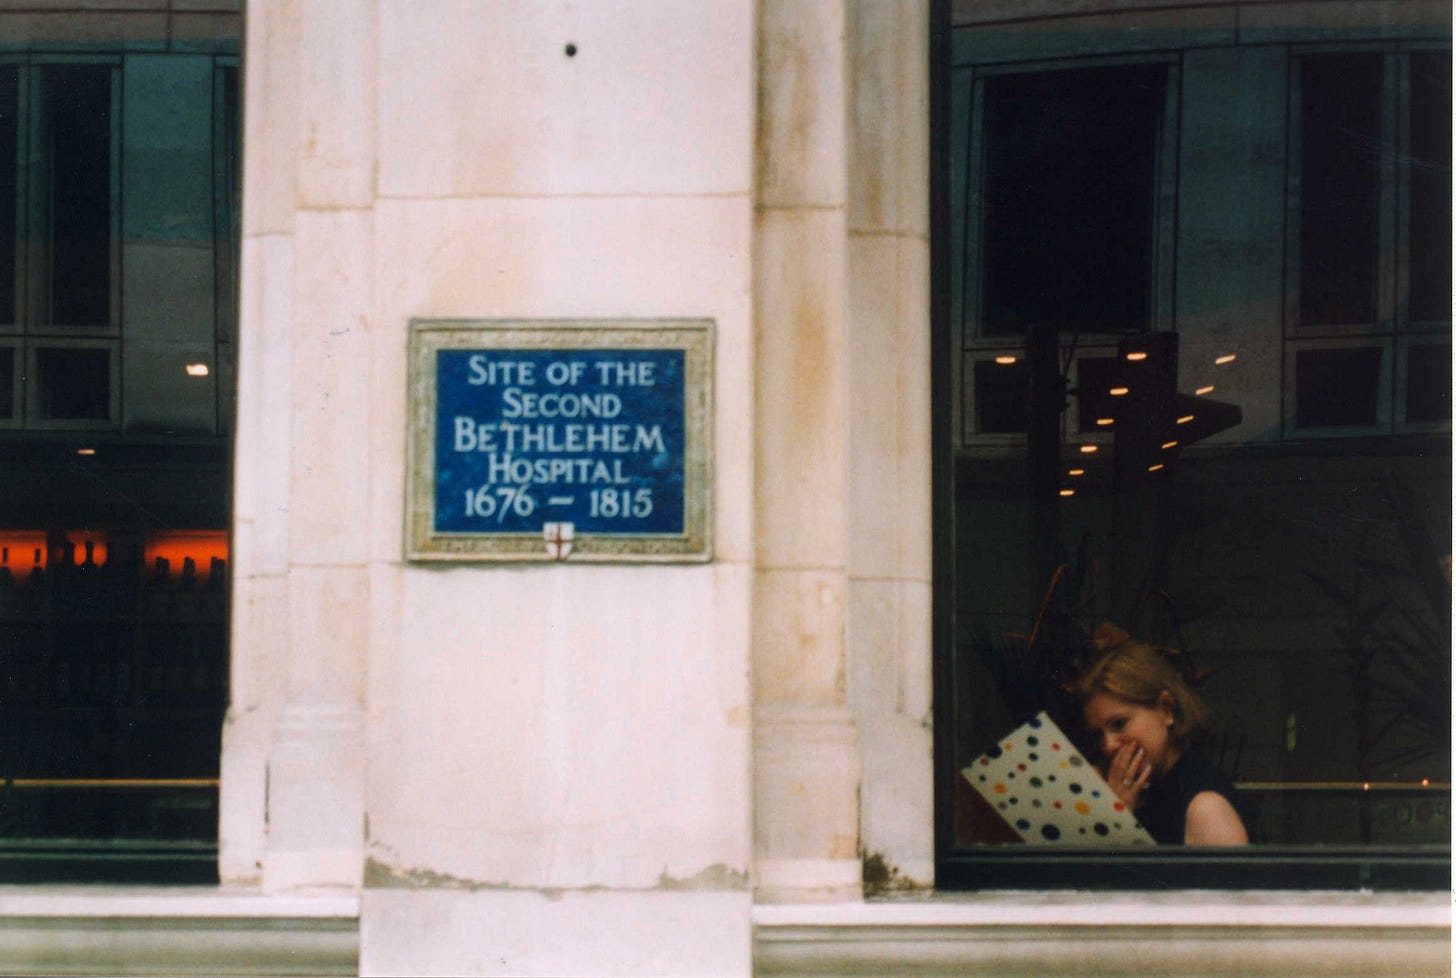 SITE OF THE
SECOND
BETHLEHEM
HOSPITAL
1676 – 1815